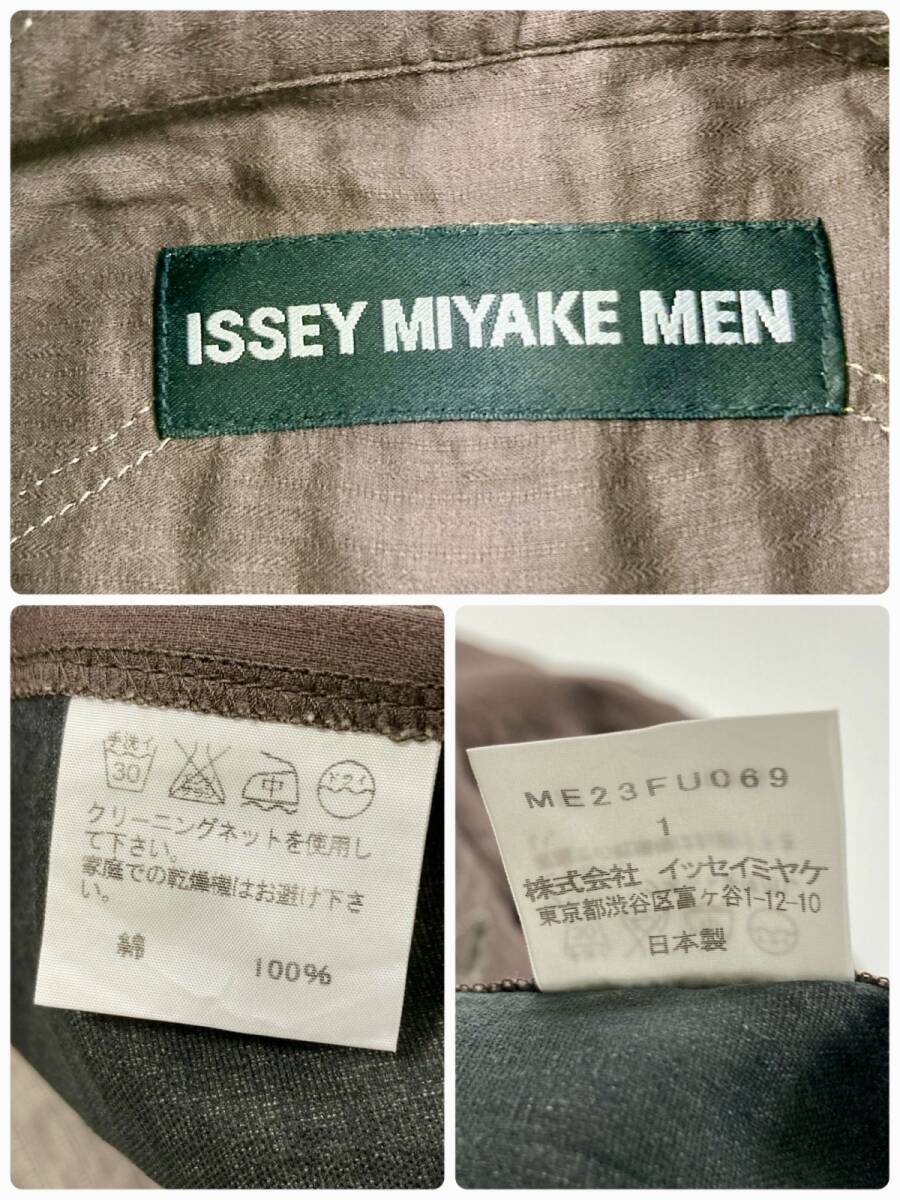 ISSEY MIYAKE MEN
手洗イ
30
中
ドライ
クリーニングネットを使用し
て下さい。
家庭での乾燥機はお避け下さ
い。
綿 100%
ME23FU069
1
株式会社 イッセイミヤケ
東京都渋谷区富ヶ谷1-12-10
日本製